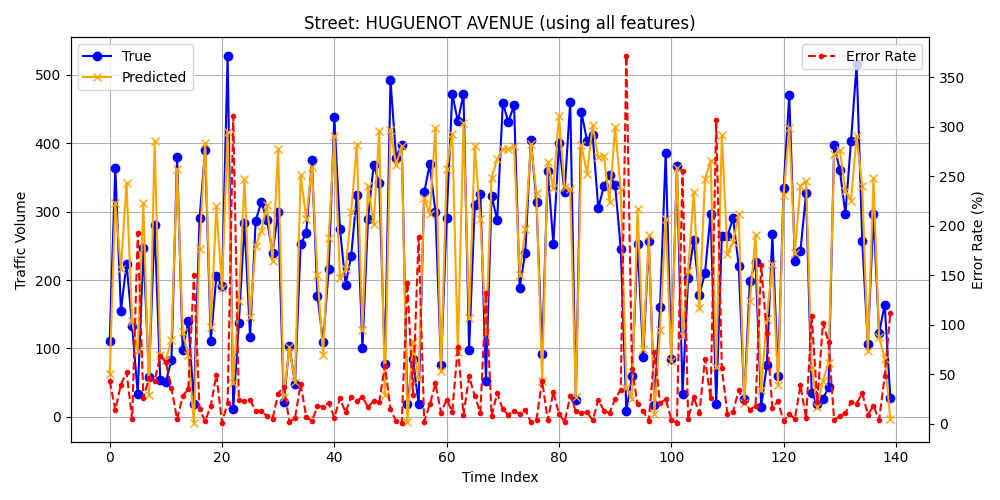 Street: HUGUENOT AVENUE (using all features)
True
Predicted
Error Rate
Traffic Volume
500
400
300
200
100
0
Error Rate (%)
350
300
250
200
150
100
50
0
0 20 40 60 80 100 120 140
Time Index